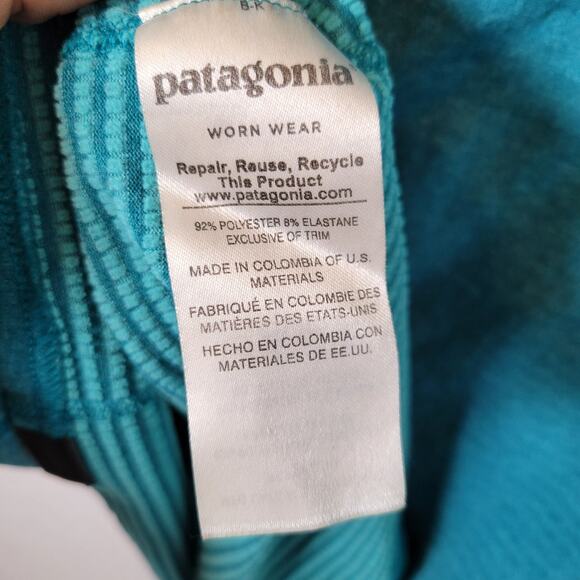 patagonia
WORN WEAR
Repair, Reuse, Recycle
This Product
www.patagonia.com
92% POLYESTER 8% ELASTANE
EXCLUSIVE OF TRIM
MADE IN COLOMBIA OF U.S.
MATERIALS
FABRIQUÉ EN COLOMBIE DES
MATIÈRES DES ETATS-UNIS
HECHO EN COLOMBIA CON
MATERIALES DE EE.UU.